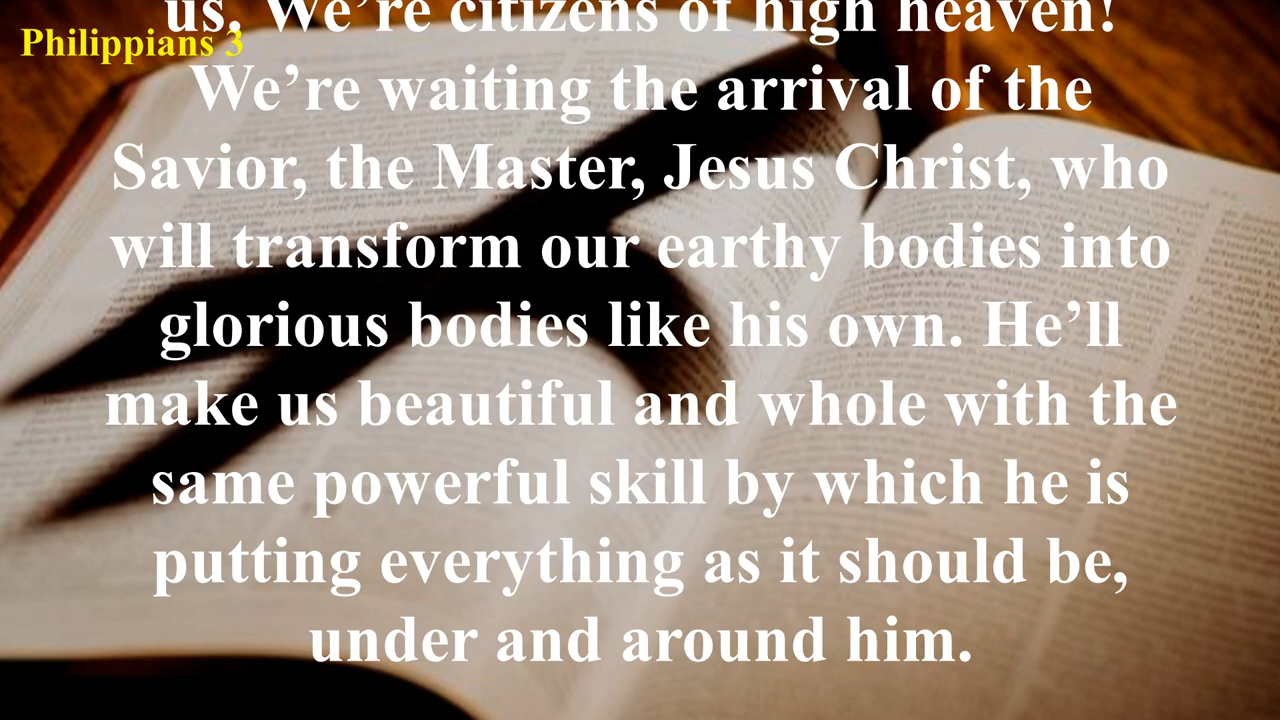 us. We’re citizens of high heaven!
Philippians 3
We’re waiting the arrival of the
Savior, the Master, Jesus Christ, who
will transform our earthy bodies into
glorious bodies like his own. He’ll
make us beautiful and whole with the
same powerful skill by which he is
putting everything as it should be,
under and around him.